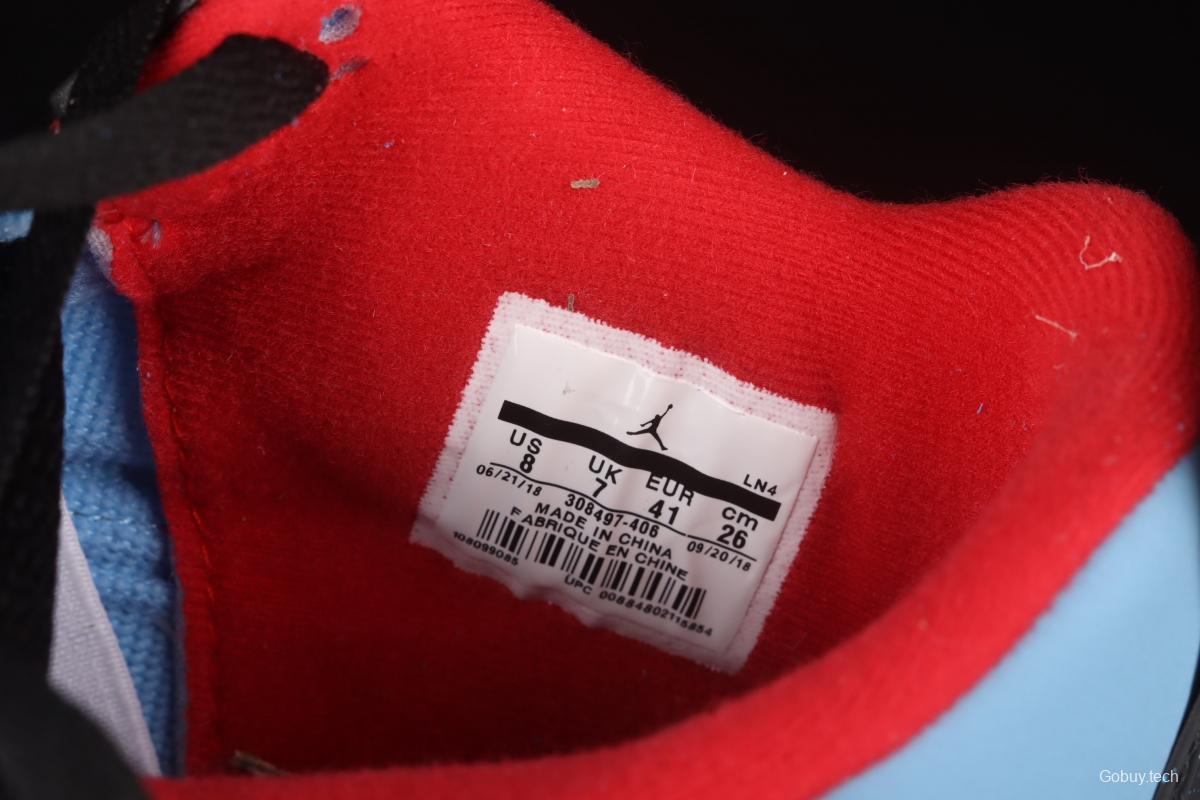 LN4
US UK EUR cm
8 7 41 26
06/21/18 308497-406 09/20/18
MADE IN CHINA
FABRIQUE EN CHINE
108099085
UPC 00884802115854
Gobuy.tech